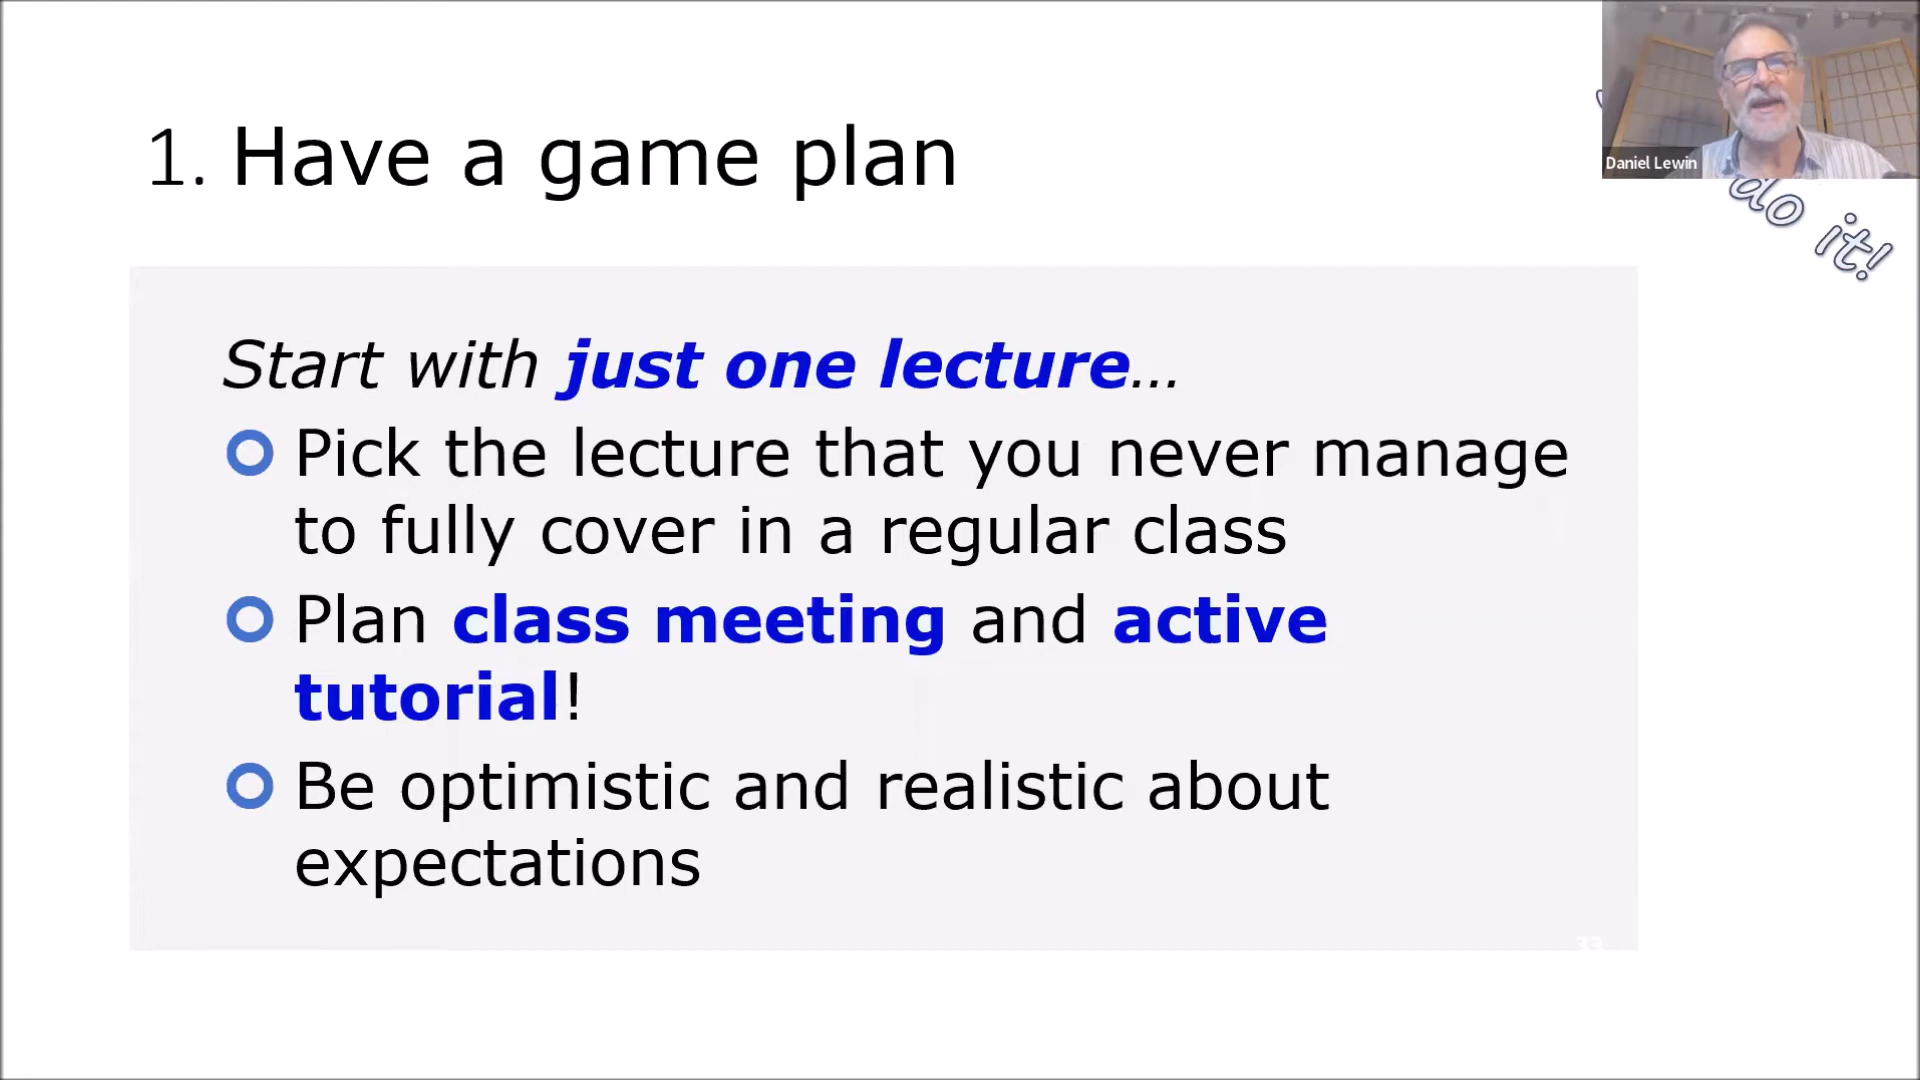 1. Have a game plan
Daniel Lewin
do it!
Start with just one lecture...
Pick the lecture that you never manage
to fully cover in a regular class
Plan class meeting and active
tutorial!
Be optimistic and realistic about
expectations
33